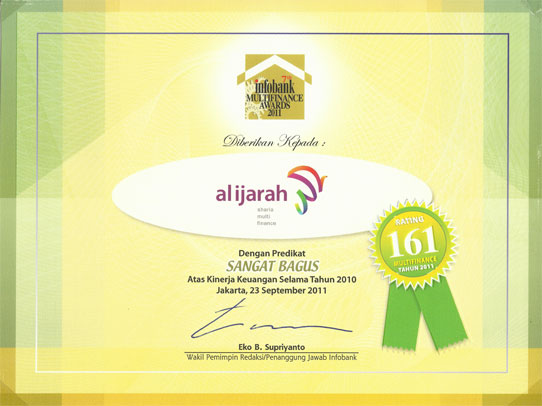 7TH
infobank
MULTIFINANCE
AWARDS
2011
Diberikan Kepada :
al ijarah
sharia
multi
finance
RATING
161
MULTIFINANCE
TAHUN 2011
Dengan Predikat
SANGAT BAGUS
Atas Kinerja Keuangan Selama Tahun 2010
Jakarta, 23 September 2011
Eko B. Supriyanto
Wakil Pemimpin Redaksi/Penanggung Jawab Infobank